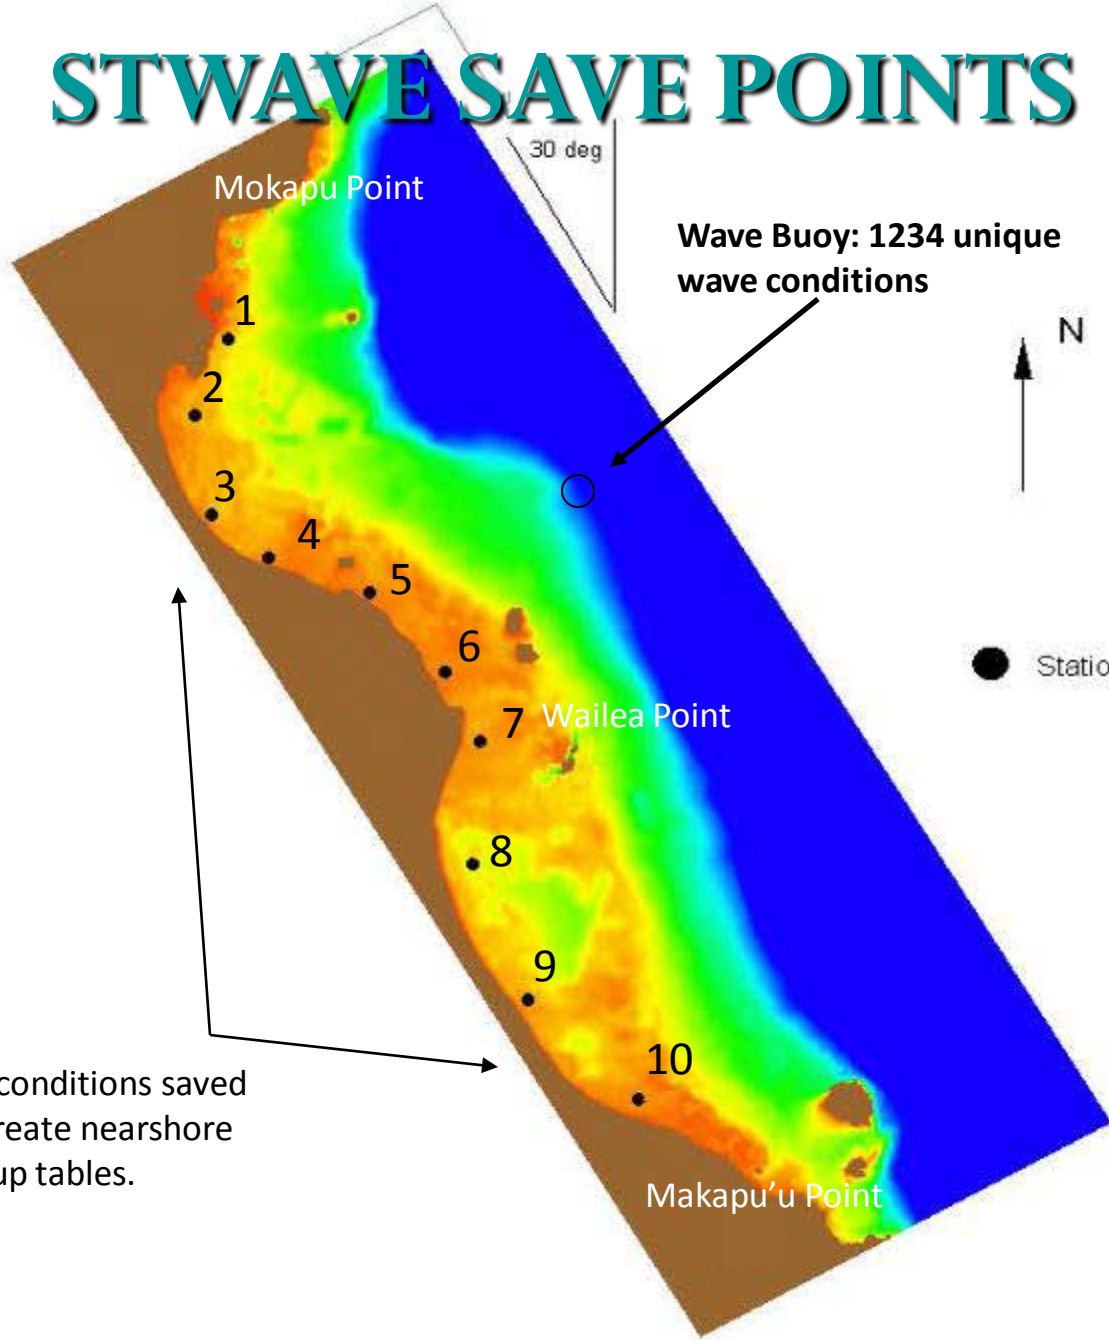 STWAVE SAVE POINTS
30 deg
Mokapu Point
Wave Buoy: 1234 unique
wave conditions
N
1
2
3
4
5
6
Statio
7
Wailea Point
8
9
10
conditions saved
reate nearshore
up tables.
Makapu’u Point